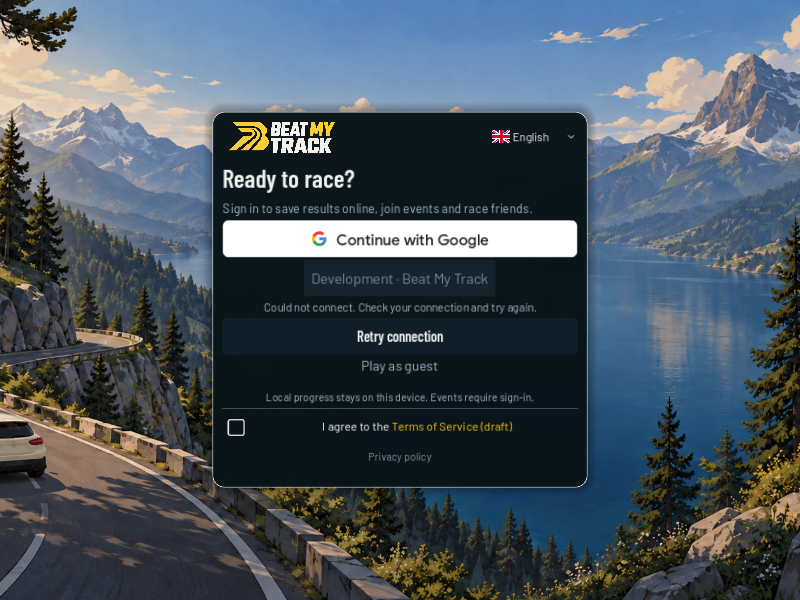 BEAT MY
TRACK
English
Ready to race?
Sign in to save results online, join events and race friends.
Continue with Google
Development · Beat My Track
Could not connect. Check your connection and try again.
Retry connection
Play as guest
Local progress stays on this device. Events require sign-in.
I agree to the Terms of Service (draft)
Privacy policy